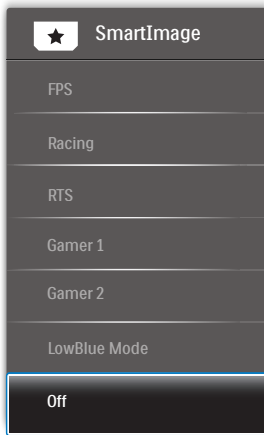 SmartImage
FPS
Racing
RTS
Gamer 1
Gamer 2
LowBlue Mode
Off